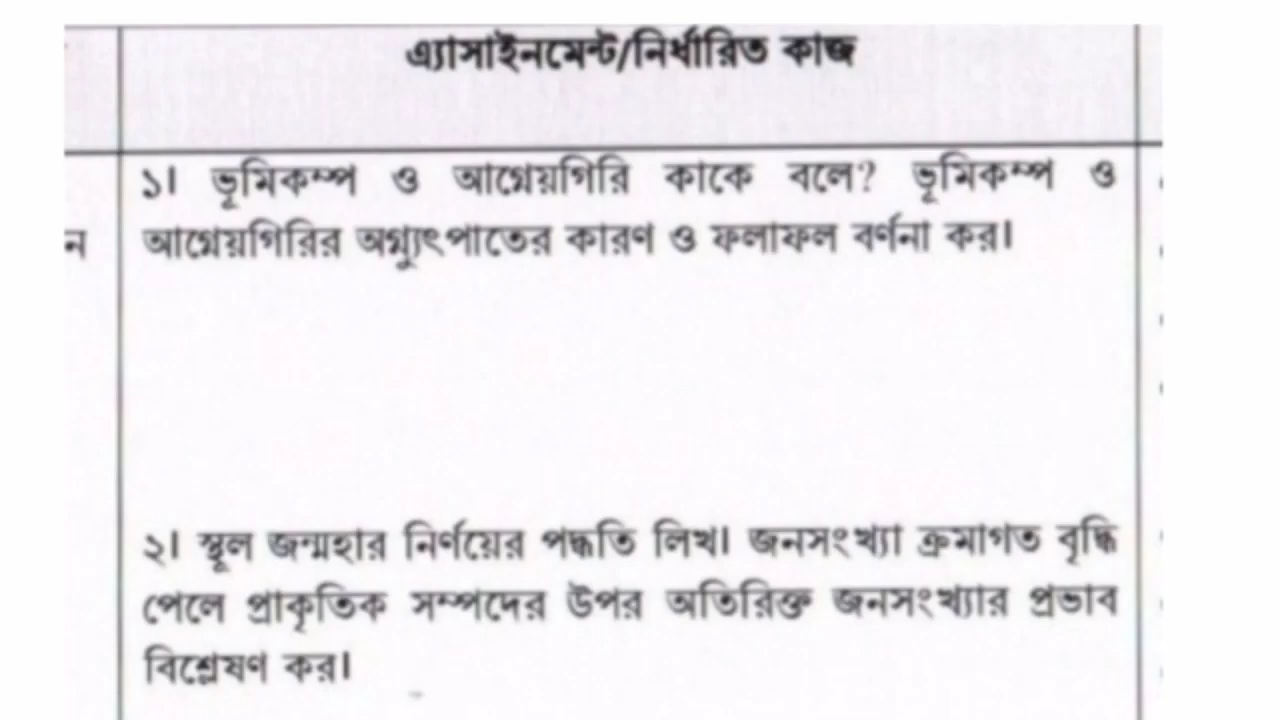 এ্যাসাইনমেন্ট/নির্ধারিত কাজ
১। ভূমিকম্প ও আগ্নেয়গিরি কাকে বলে? ভূমিকম্প ও
ন
আগ্নেয়গিরির অগ্ন্যুৎপাতের কারণ ও ফলাফল বর্ণনা কর।
২। স্থূল জন্মহার নির্ণয়ের পদ্ধতি লিখ। জনসংখ্যা ক্রমাগত বৃদ্ধি
পেলে প্রাকৃতিক সম্পদের উপর অতিরিক্ত জনসংখ্যার প্রভাব
বিশ্লেষণ কর।